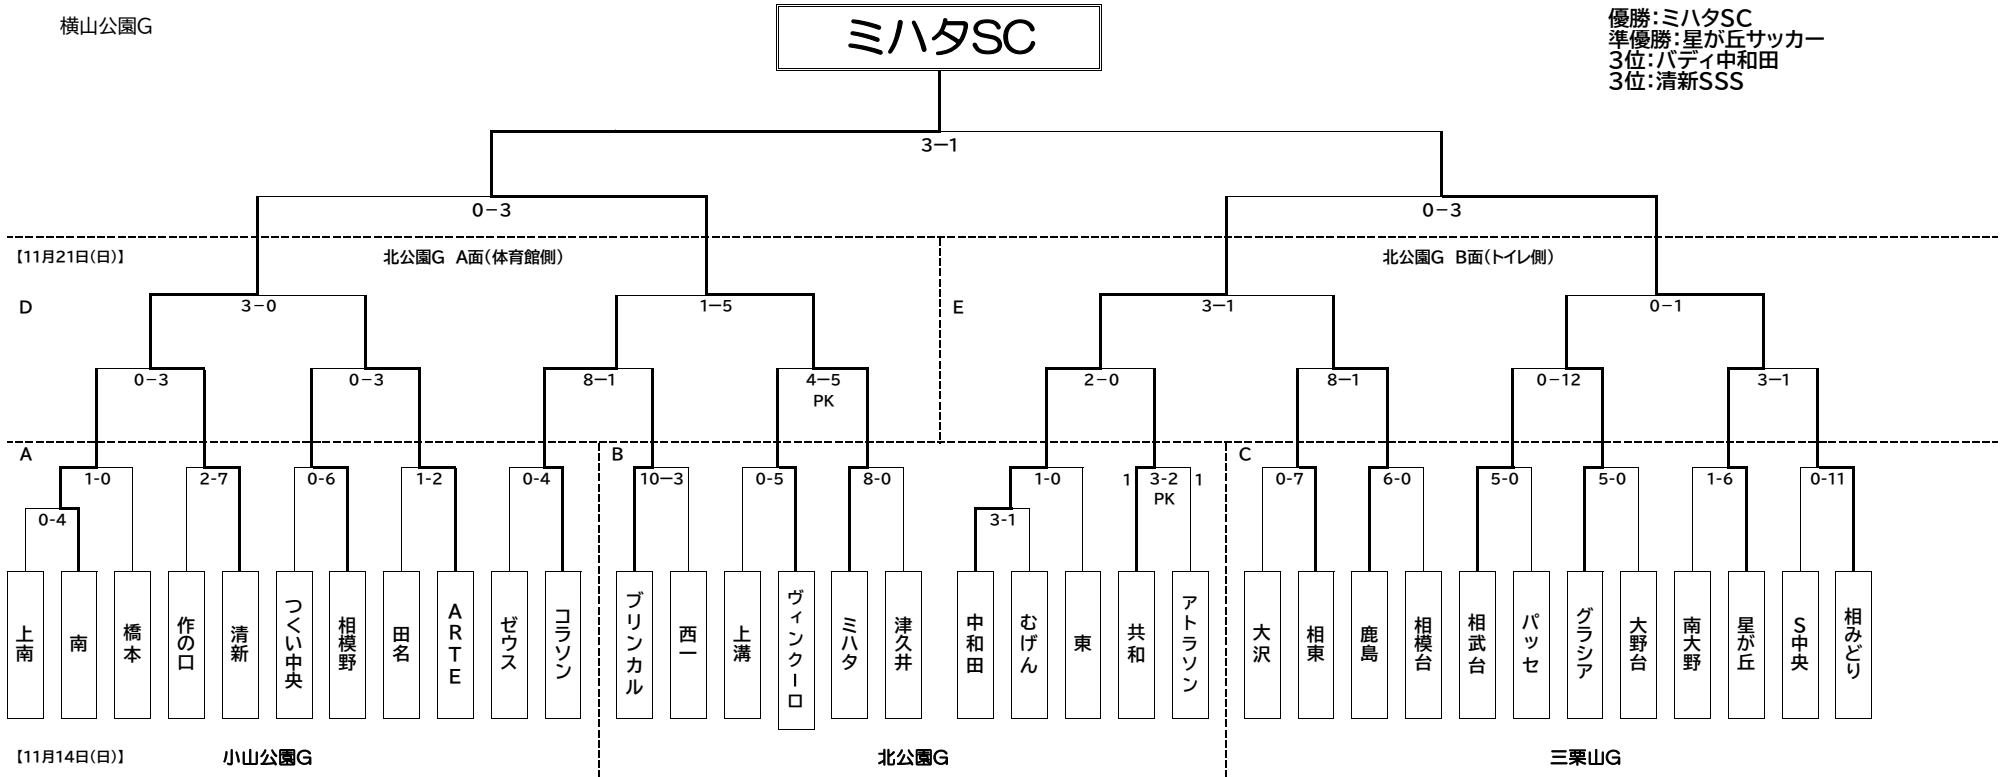 横山公園G
ミハタSC
優勝：ミハタSC
準優勝：星が丘サッカー
3位：バディ中和田
3位：清新SSS
3ー1
0－3
0－3
【11月21日(日)】
北公園G A面(体育館側)
北公園G B面(トイレ側)
D
3－0
1ー5
E
3ー1
0－1
0－3
0－3
8ー1
4ー5
PK
2－0
8ー1
0－12
3ー1
A
B
C
1-0
2-7
0-6
1-2
0-4
10ー3
0-5
8-0
1-0
1
3-2
PK
1
0-7
6-0
5-0
5-0
1-6
0-11
0-4
3-1
上南
南
橋本
作の口
清新
つくい中央
相模野
田名
ARTE
ゼウス
コラソン
ブリンカル
西一
上溝
ヴィンクーロ
ミハタ
津久井
中和田
むげん
東
共和
アトラソン
大沢
相東
鹿島
相模台
相武台
パッセ
グラシア
大野台
南大野
星が丘
S中央
相みどり
【11月14日(日)】
小山公園G
北公園G
三栗山G